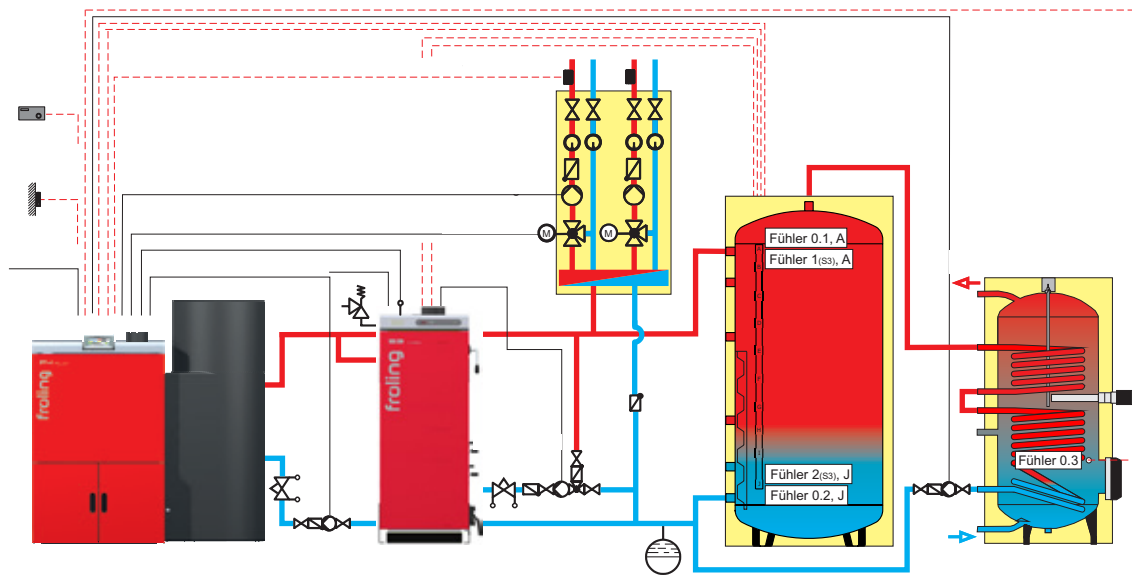 M
M
Fühler 0.1, A
Fühler 1(S3), A
A
B
C
D
E
F
G
H
I
J
Fühler 2(S3), J
Fühler 0.2, J
Fühler 0.3
froling
froling